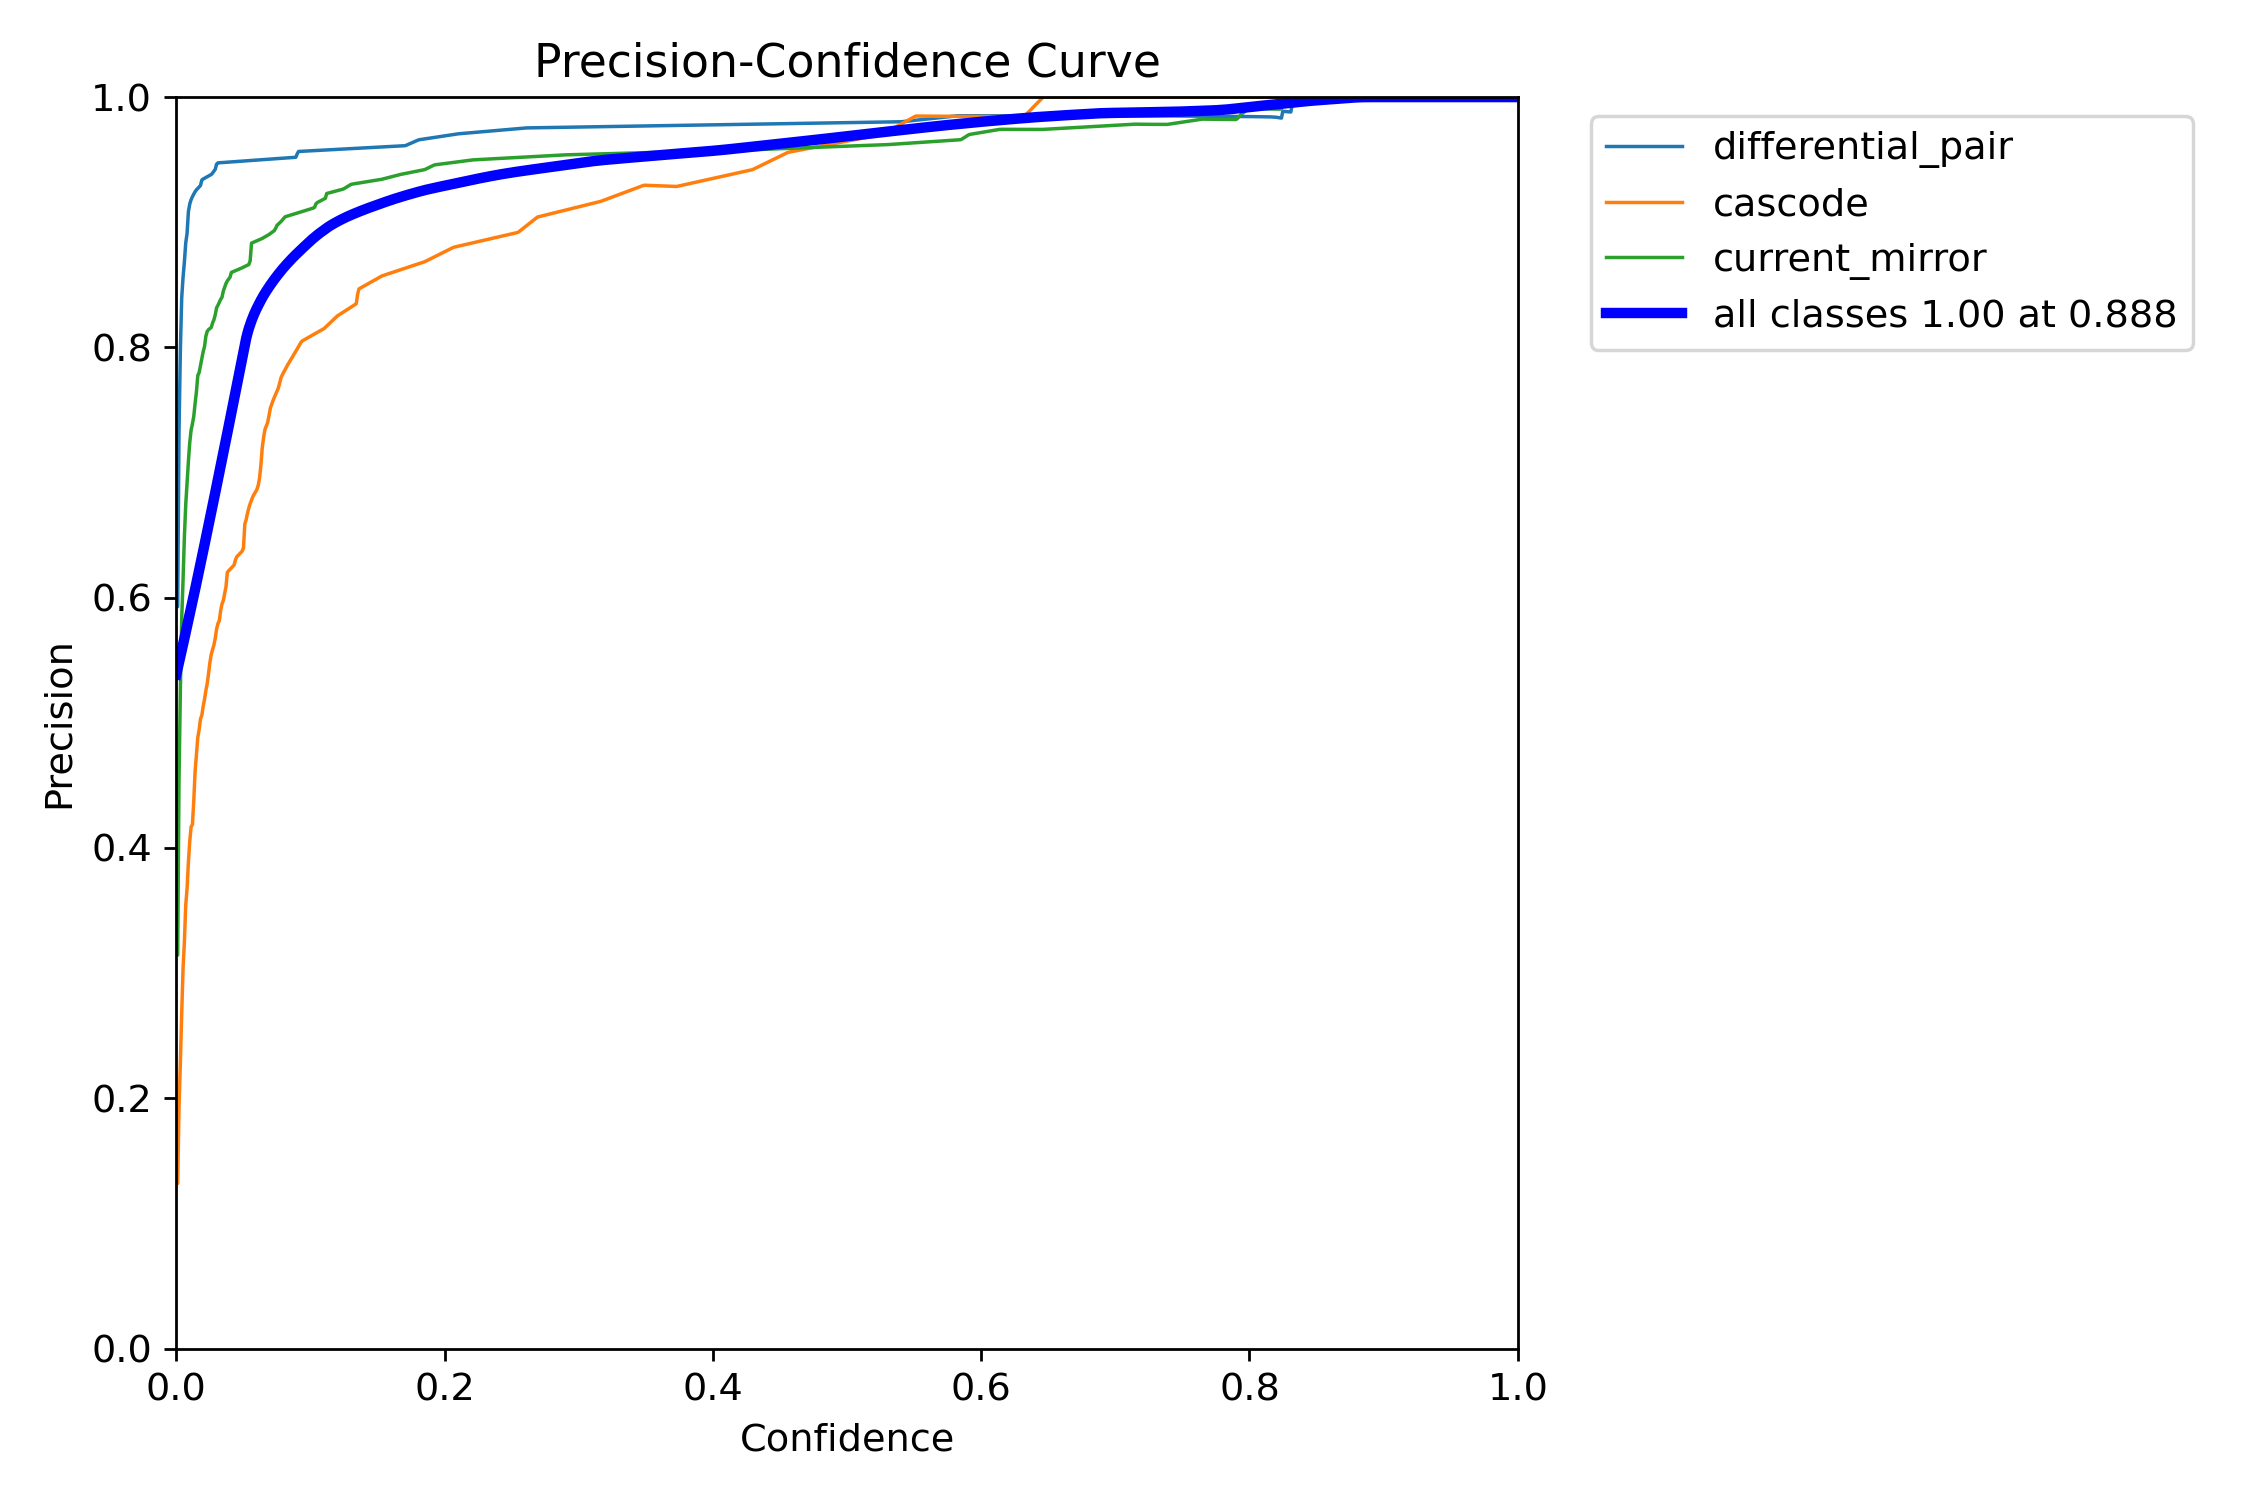 Precision-Confidence Curve
1.0
0.8
0.6
0.4
0.2
0.0
Precision
0.0 0.2 0.4 0.6 0.8 1.0
Confidence
differential_pair
cascode
current_mirror
all classes 1.00 at 0.888